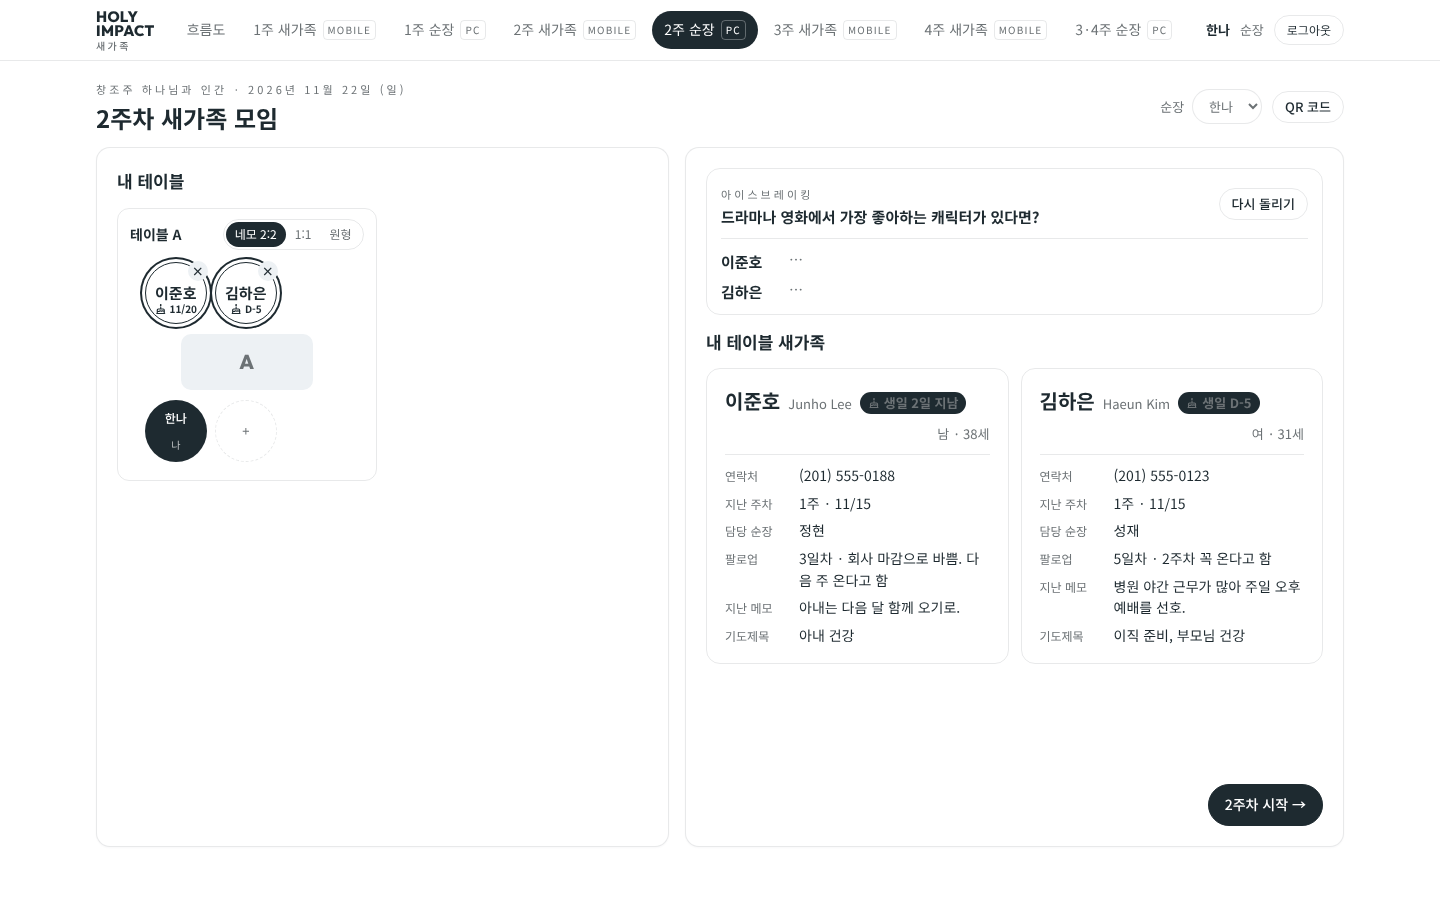 HOLY
IMPACT
새가족
흐름도
1주 새가족 MOBILE
1주 순장 PC
2주 새가족 MOBILE
2주 순장 PC
3주 새가족 MOBILE
4주 새가족 MOBILE
3·4주 순장 PC
한나 순장
로그아웃
창조주 하나님과 인간 · 2026년 11월 22일 (일)
2주차 새가족 모임
순장 한나
QR 코드
내 테이블
테이블 A
네모 2:2 1:1 원형
이준호
11/20
김하은
D-5
A
한나
나
+
아이스브레이킹
드라마나 영화에서 가장 좋아하는 캐릭터가 있다면?
다시 돌리기
이준호 ...
김하은 ...
내 테이블 새가족
이준호 Junho Lee 생일 2일 지남
남 · 38세
연락처 (201) 555-0188
지난 주차 1주 · 11/15
담당 순장 정현
팔로업 3일차 · 회사 마감으로 바쁨. 다
음 주 온다고 함
지난 메모 아내는 다음 달 함께 오기로.
기도제목 아내 건강
김하은 Haeun Kim 생일 D-5
여 · 31세
연락처 (201) 555-0123
지난 주차 1주 · 11/15
담당 순장 성재
팔로업 5일차 · 2주차 꼭 온다고 함
지난 메모 병원 야간 근무가 많아 주일 오후
예배를 선호.
기도제목 이직 준비, 부모님 건강
2주차 시작 →